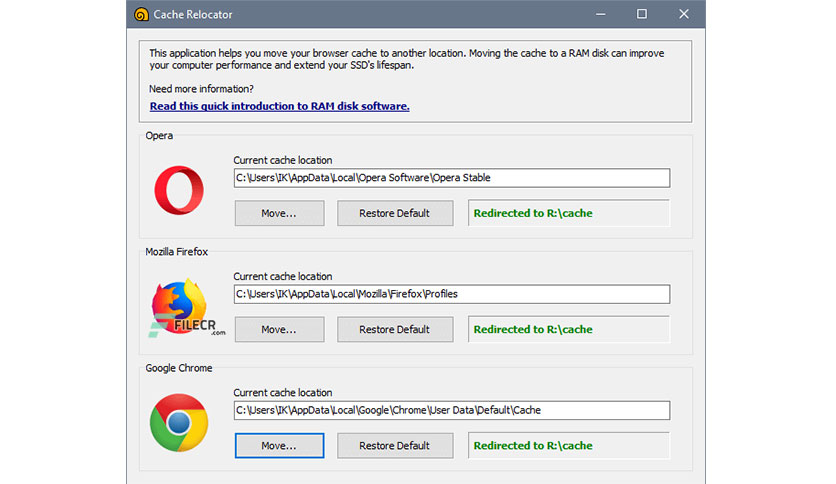 Cache Relocator
This application helps you move your browser cache to another location. Moving the cache to a RAM disk can improve
your computer performance and extend your SSD's lifespan.
Need more information?
Read this quick introduction to RAM disk software.
Opera
Current cache location
C:\Users\IK\AppData\Local\Opera Software\Opera Stable
Move...
Restore Default
Redirected to R:\cache
Mozilla Firefox
Current cache location
C:\Users\IK\AppData\Local\Mozilla\Firefox\Profiles
FILECR
.com
Move...
Restore Default
Redirected to R:\cache
Google Chrome
Current cache location
C:\Users\IK\AppData\Local\Google\Chrome\User Data\Default\Cache
Move...
Restore Default
Redirected to R:\cache